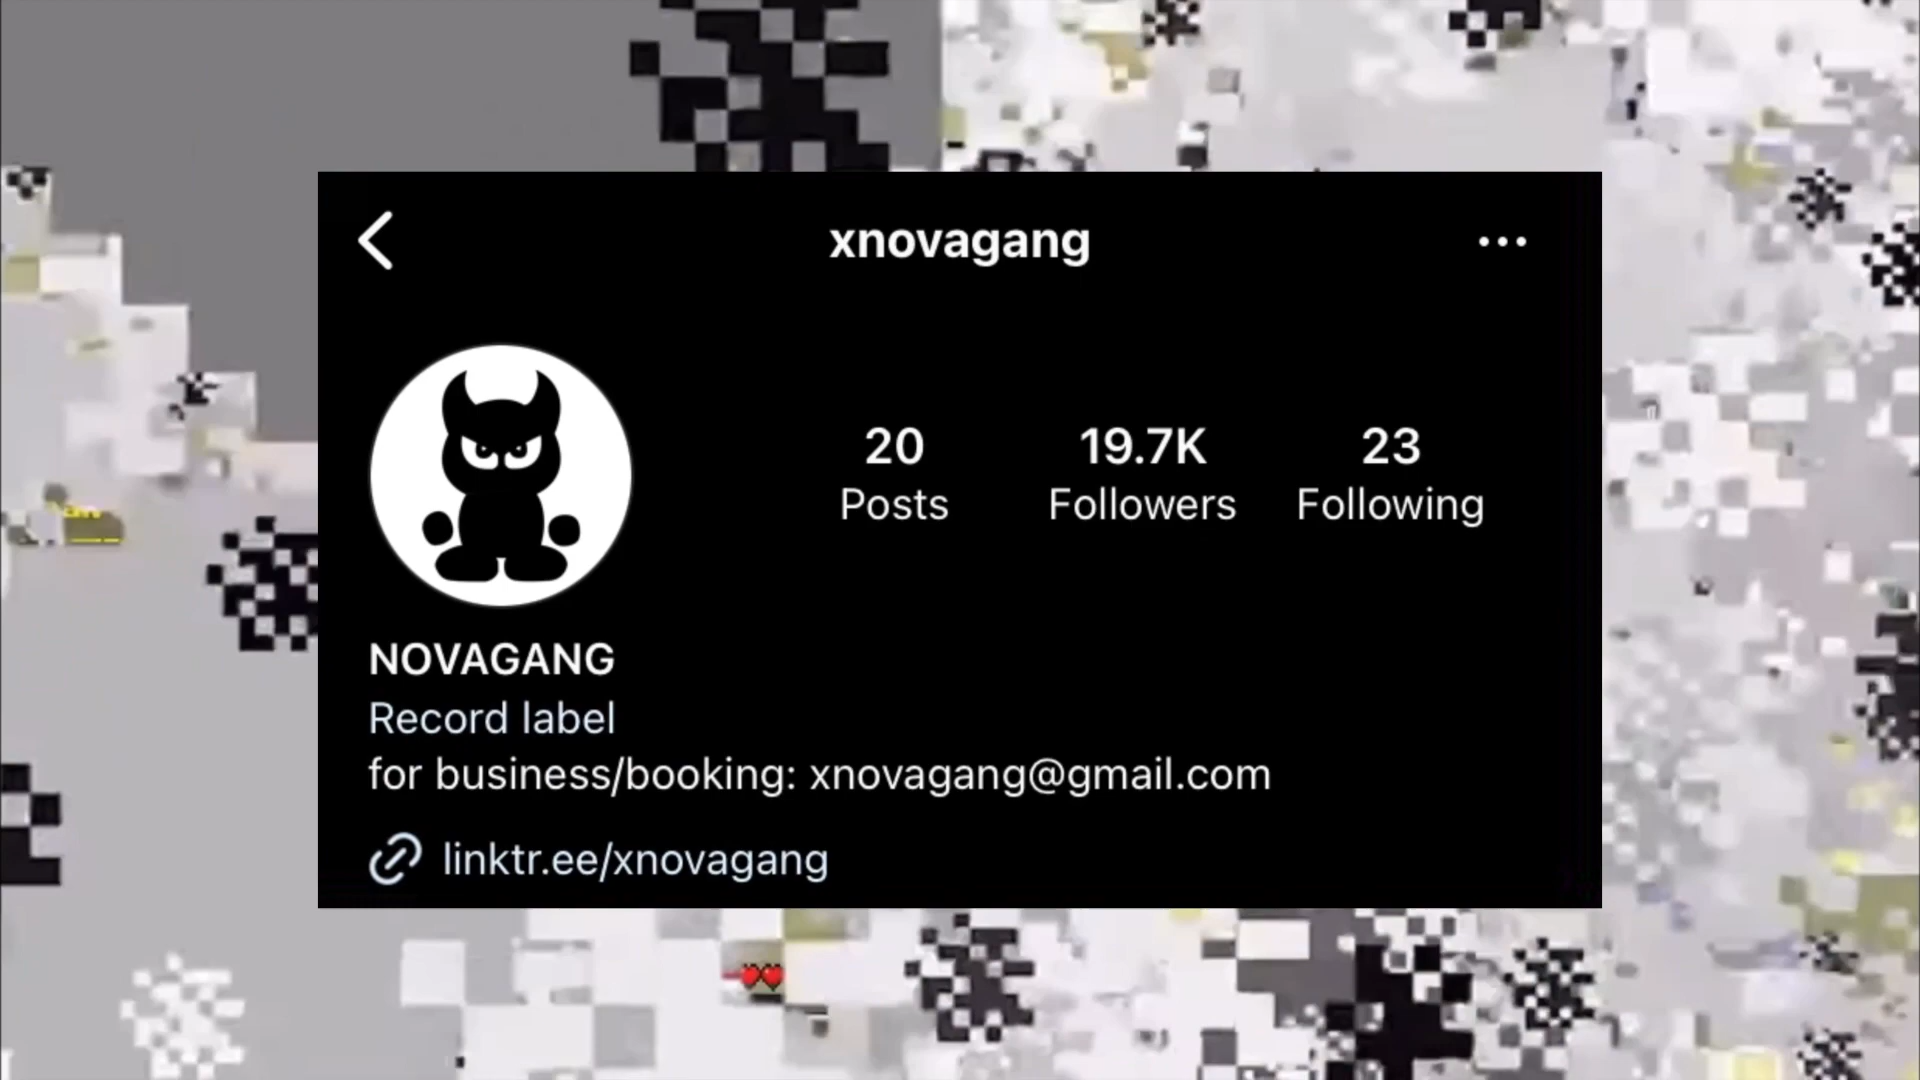 xnovagang
20 19.7K 23
Posts Followers Following
NOVAGANG
Record label
for business/booking: xnovagang@gmail.com
linktr.ee/xnovagang